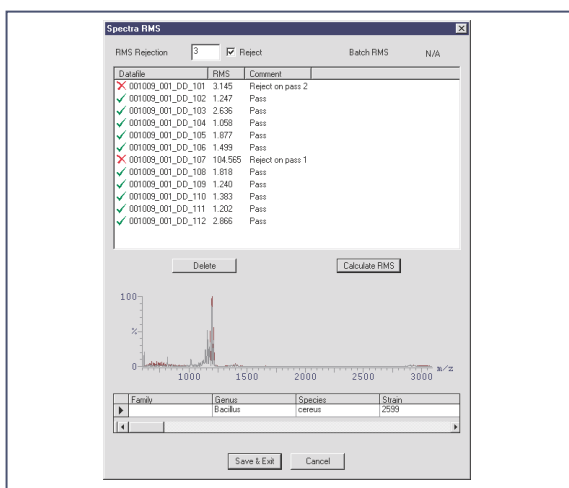 Spectra RMS
RMS Rejection 3 Reject Batch RMS N/A
Datafile RMS Comment
001009_001_DD_101 3.145 Reject on pass 2
001009_001_DD_102 1.247 Pass
001009_001_DD_103 2.636 Pass
001009_001_DD_104 1.058 Pass
001009_001_DD_105 1.877 Pass
001009_001_DD_106 1.499 Pass
001009_001_DD_107 104.565 Reject on pass 1
001009_001_DD_108 1.818 Pass
001009_001_DD_109 1.240 Pass
001009_001_DD_110 1.383 Pass
001009_001_DD_111 1.202 Pass
001009_001_DD_112 2.866 Pass
Delete Calculate RMS
100
%
0
1000 1500 2000 2500 3000 m/z
Family Genus Species Strain
Bacillus cereus 2599
Save & Exit Cancel